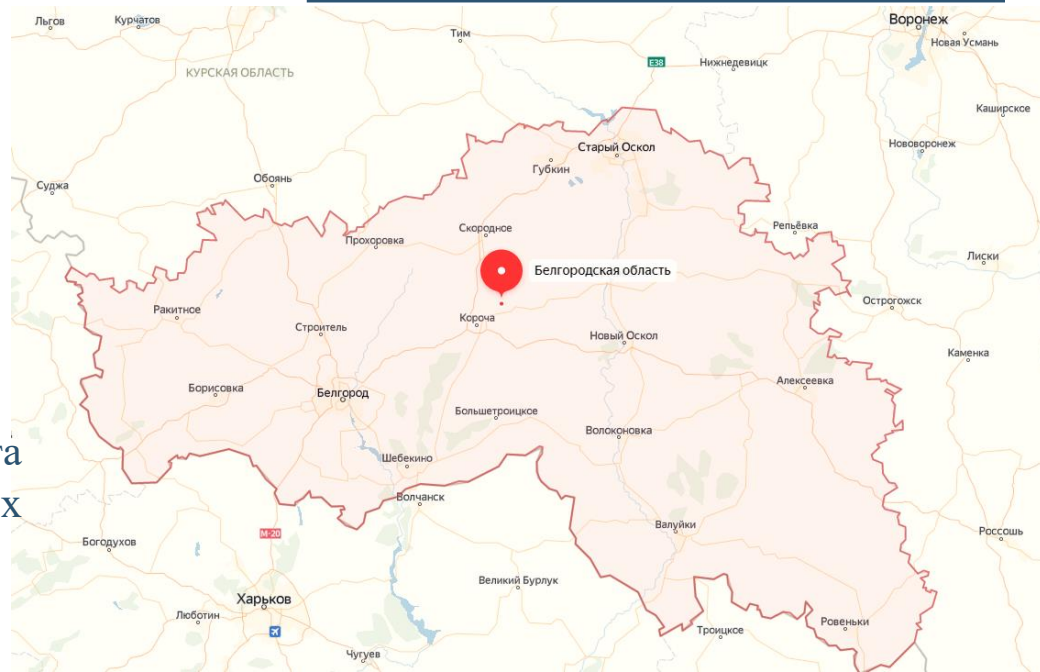 Льгов
Курчатов
Воронеж
Тим
Новая Усмань
E38
Нижнедевицк
КУРСКАЯ ОБЛАСТЬ
Каширское
Старый Оскол
Нововоронеж
Губкин
Обоянь
Суджа
Репьёвка
Скородное
Прохоровка
Лиски
Белгородская область
Острогожск
Ракитное
Короча
Строитель
Новый Оскол
Каменка
Алексеевка
Борисовка
Белгород
Большетроицкое
Волоконовка
та
Шебекино
Волчанск
х
Валуйки
М-20
Россошь
Богодухов
Великий Бурлук
Харьков
Люботин
Ровеньки
Троицкое
Чугуев